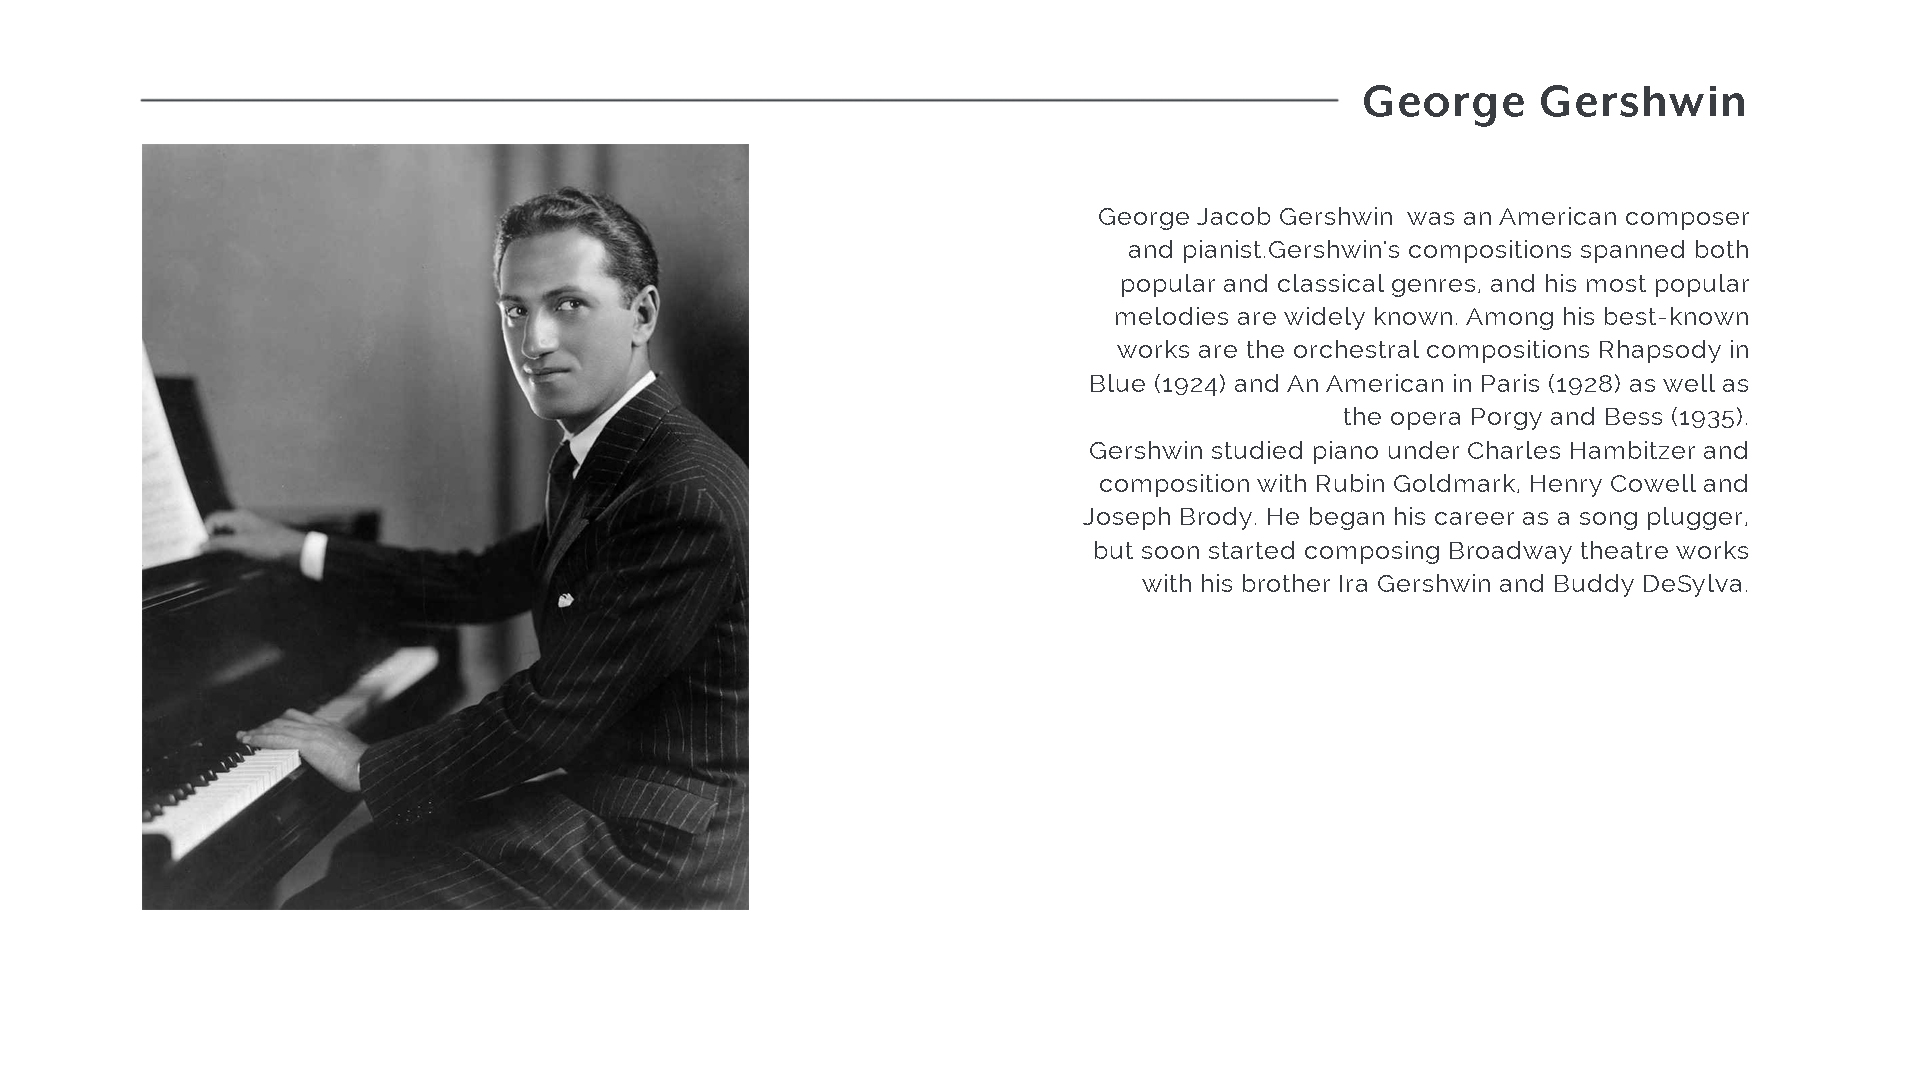 George Gershwin
George Jacob Gershwin  was an American composer
and pianist.Gershwin's compositions spanned both
popular and classical genres, and his most popular
melodies are widely known. Among his best-known
works are the orchestral compositions Rhapsody in
Blue (1924) and An American in Paris (1928) as well as
the opera Porgy and Bess (1935).
Gershwin studied piano under Charles Hambitzer and
composition with Rubin Goldmark, Henry Cowell and
Joseph Brody. He began his career as a song plugger,
but soon started composing Broadway theatre works
with his brother Ira Gershwin and Buddy DeSylva.